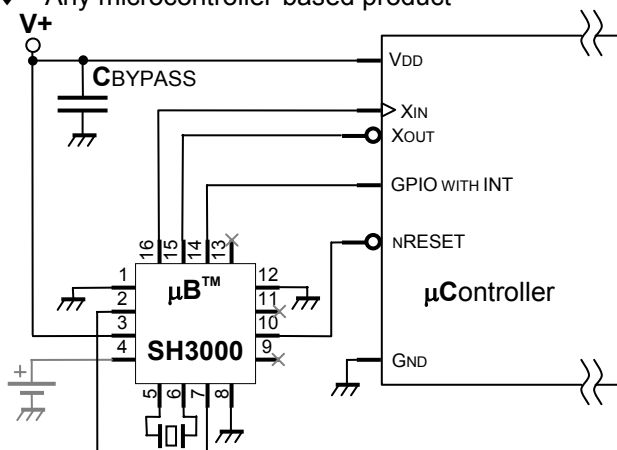 Any microcontroller-based product
V+
CBYPASS
VDD
XIN
XOUT
GPIO WITH INT
NRESET
GND
µController
16 15 14 13
1 2 3 4
12 11 10 9
5 6 7 8
µB™
SH3000
+